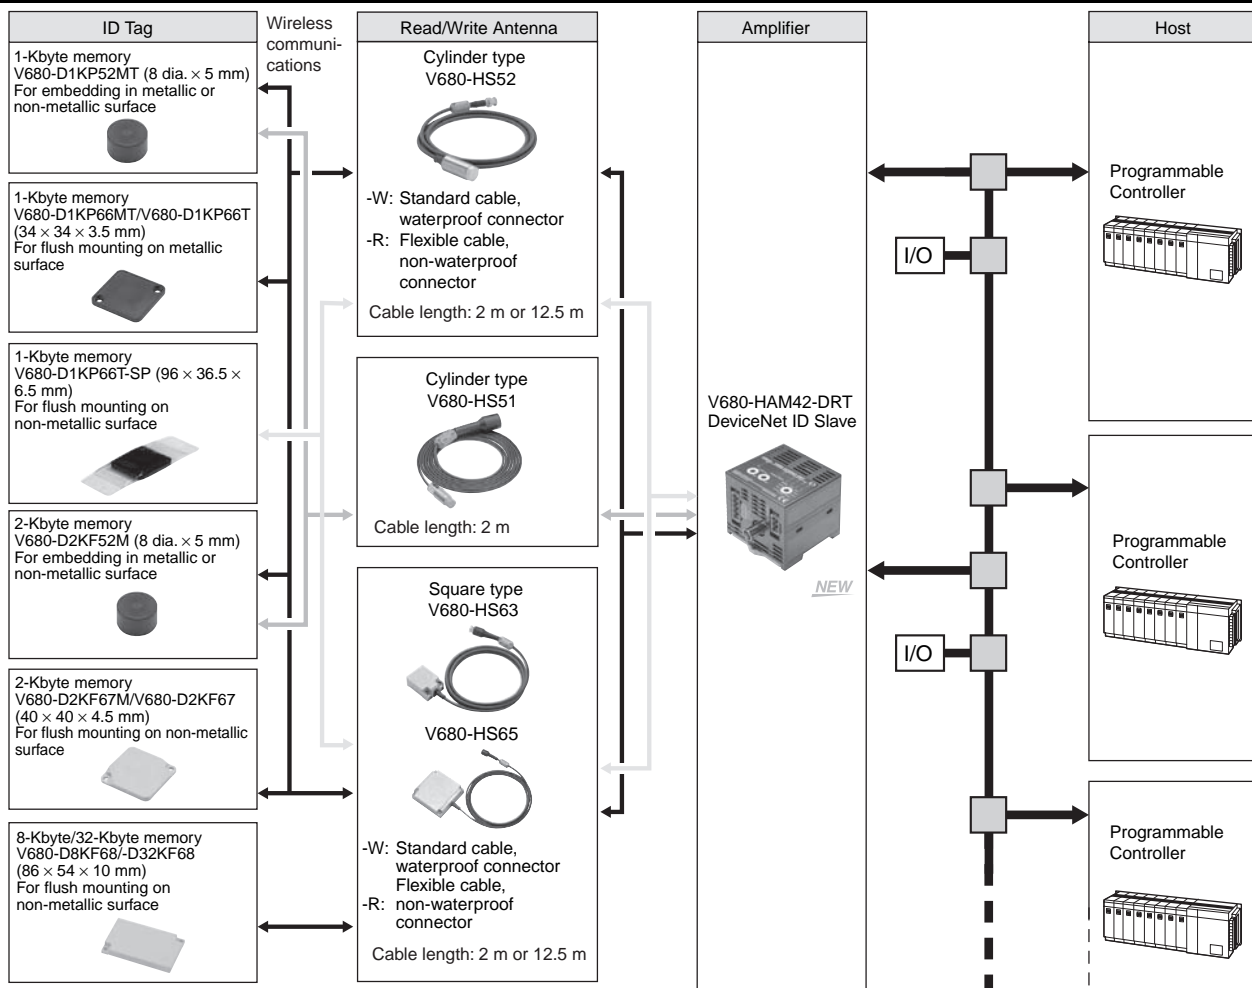 ID Tag
Wireless
communi-
cations
Read/Write Antenna
Amplifier
Host
1-Kbyte memory
V680-D1KP52MT (8 dia. × 5 mm)
For embedding in metallic or
non-metallic surface
1-Kbyte memory
V680-D1KP66MT/V680-D1KP66T
(34 × 34 × 3.5 mm)
For flush mounting on metallic
surface
1-Kbyte memory
V680-D1KP66T-SP (96 × 36.5 ×
6.5 mm)
For flush mounting on
non-metallic surface
2-Kbyte memory
V680-D2KF52M (8 dia. × 5 mm)
For embedding in metallic or
non-metallic surface
2-Kbyte memory
V680-D2KF67M/V680-D2KF67
(40 × 40 × 4.5 mm)
For flush mounting on non-metallic
surface
8-Kbyte/32-Kbyte memory
V680-D8KF68/-D32KF68
(86 × 54 × 10 mm)
For flush mounting on
non-metallic surface
Cylinder type
V680-HS52
-W: Standard cable,
waterproof connector
-R: Flexible cable,
non-waterproof
connector
Cable length: 2 m or 12.5 m
Cylinder type
V680-HS51
Cable length: 2 m
Square type
V680-HS63
V680-HS65
-W: Standard cable,
waterproof connector
Flexible cable,
-R: non-waterproof
connector
Cable length: 2 m or 12.5 m
V680-HAM42-DRT
DeviceNet ID Slave
NEW
I/O
I/O
Programmable
Controller
Programmable
Controller
Programmable
Controller